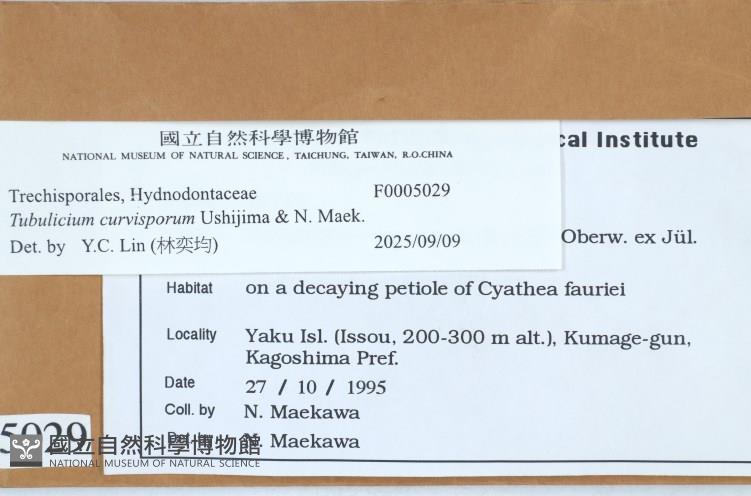 國立自然科學博物館
NATIONAL MUSEUM OF NATURAL SCIENCE, TAICHUNG, TAIWAN, R.O.CHINA
Trechisporales, Hydnodontaceae F0005029
Tubulicium curvisporum Ushijima & N. Maek.
Det. by Y.C. Lin (林奕均) 2025/09/09
Institute
Oberw. ex Jül.
Habitat on a decaying petiole of Cyathea fauriei
Locality Yaku Isl. (Issou, 200-300 m alt.), Kumage-gun,
Kagoshima Pref.
Date 27 / 10 / 1995
Coll. by N. Maekawa
Det. by N. Maekawa
5029
國立自然科學博物館
NATIONAL MUSEUM OF NATURAL SCIENCE